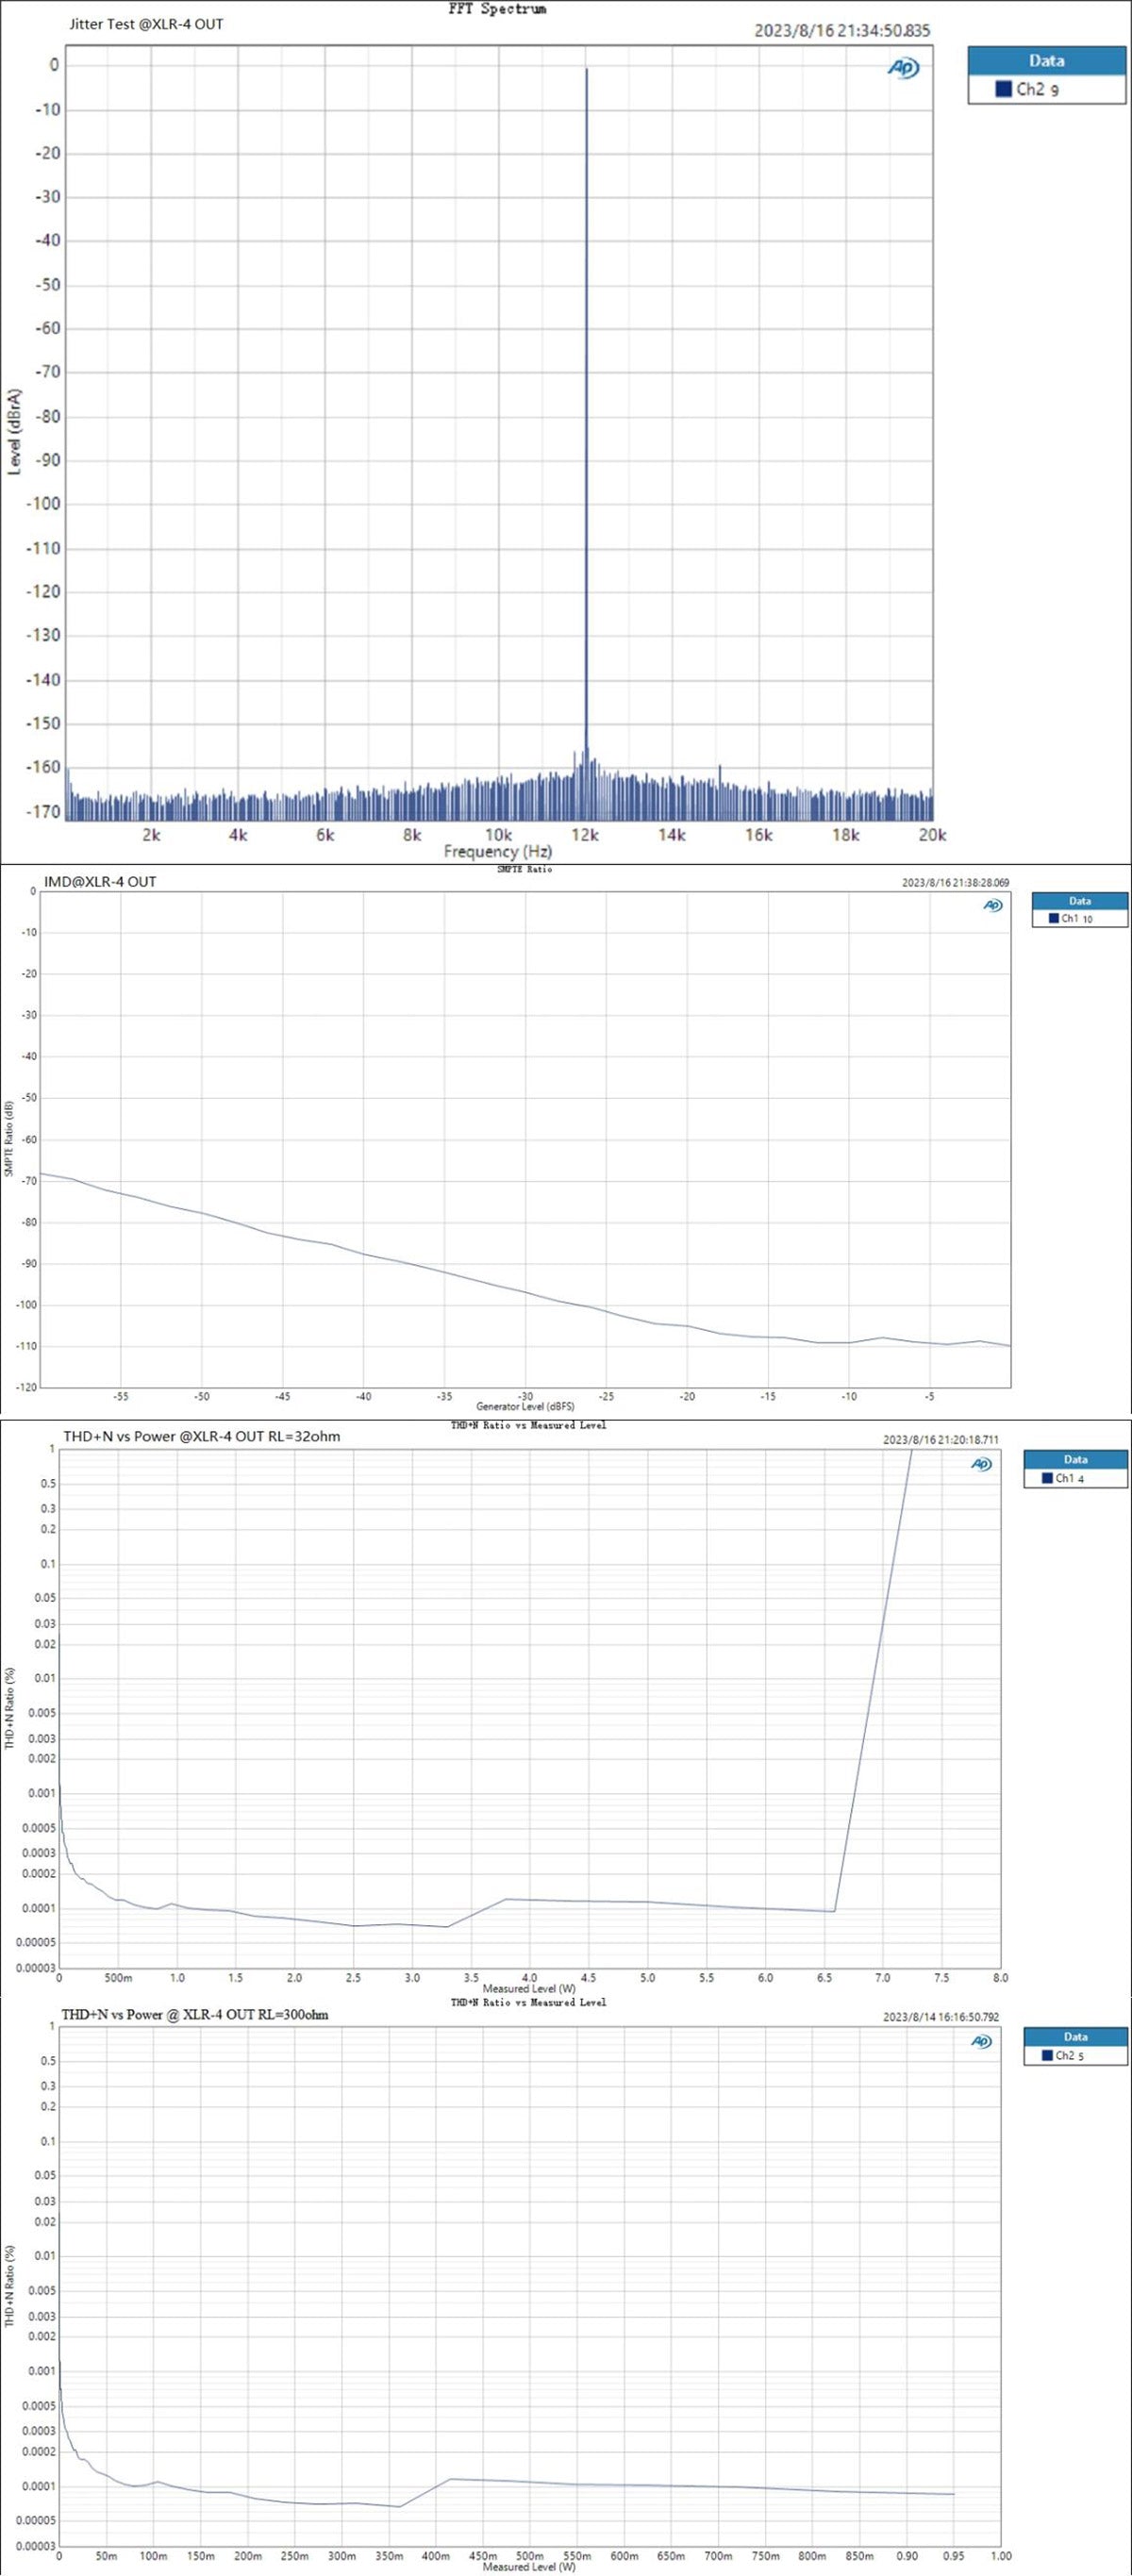 FFT Spectrum
Jitter Test @XLR-4 OUT
2023/8/16 21:34:50.835
AP
Data
Ch2 9
0
-10
-20
-30
-40
-50
-60
-70
-80
-90
-100
-110
-120
-130
-140
-150
-160
-170
Level (dBrA)
2k 4k 6k 8k 10k 12k 14k 16k 18k 20k
Frequency (Hz)
SMPTE Ratio
IMD@XLR-4 OUT
2023/8/16 21:38:28.069
AP
Data
Ch1 10
0
-10
-20
-30
-40
-50
-60
-70
-80
-90
-100
-110
-120
SMPTE Ratio (dB)
-55 -50 -45 -40 -35 -30 -25 -20 -15 -10 -5
Generator Level (dBFS)
THD+N Ratio vs Measured Level
THD+N vs Power @XLR-4 OUT RL=32ohm
2023/8/16 21:20:18.711
AP
Data
Ch1 4
1
0.5
0.3
0.2
0.1
0.05
0.03
0.02
0.01
0.005
0.003
0.002
0.001
0.0005
0.0003
0.0002
0.0001
0.00005
0.00003
THD+N Ratio (%)
0 500m 1.0 1.5 2.0 2.5 3.0 3.5 4.0 4.5 5.0 5.5 6.0 6.5 7.0 7.5 8.0
Measured Level (W)
THD+N Ratio vs Measured Level
THD+N vs Power @ XLR-4 OUT RL=300ohm
2023/8/14 16:16:50.792
AP
Data
Ch2 5
1
0.5
0.3
0.2
0.1
0.05
0.03
0.02
0.01
0.005
0.003
0.002
0.001
0.0005
0.0003
0.0002
0.0001
0.00005
0.00003
THD+N Ratio (%)
0 50m 100m 150m 200m 250m 300m 350m 400m 450m 500m 550m 600m 650m 700m 750m 800m 850m 0.90 0.95 1.00
Measured Level (W)